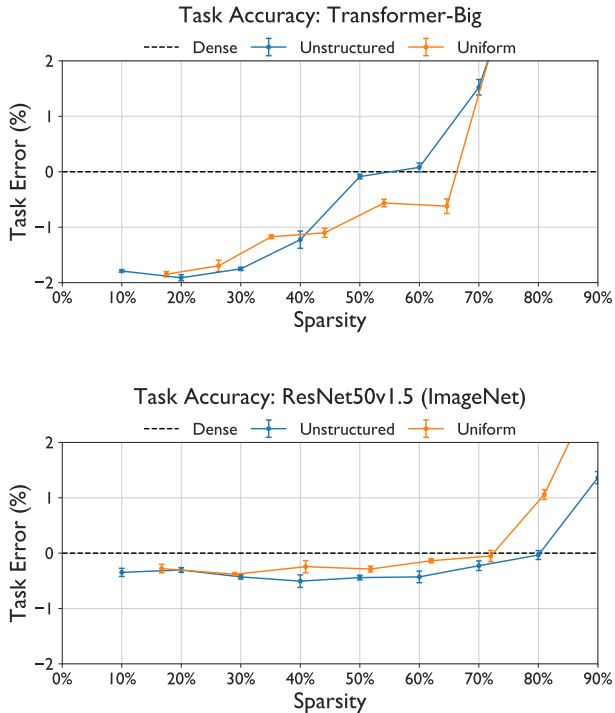 Task Accuracy: Transformer-Big
Dense Unstructured Uniform
2
1
0
−1
−2
Task Error (%)
0% 10% 20% 30% 40% 50% 60% 70% 80% 90%
Sparsity
Task Accuracy: ResNet50v1.5 (ImageNet)
Dense Unstructured Uniform
2
1
0
−1
−2
Task Error (%)
0% 10% 20% 30% 40% 50% 60% 70% 80% 90%
Sparsity